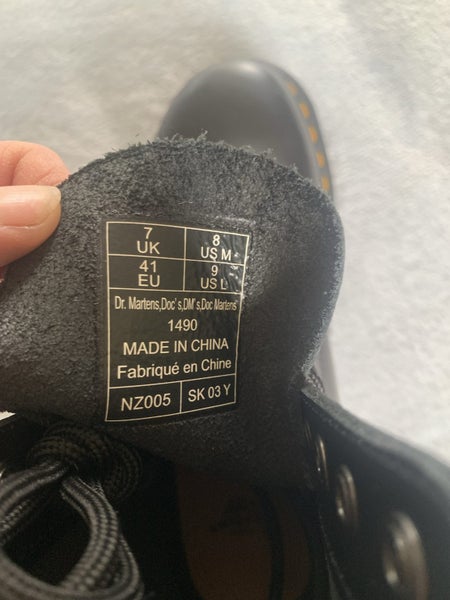 7 8
UK US M
41 9
EU US L
Dr. Martens,Doc's,DM's,Doc Martens
1490
MADE IN CHINA
Fabriqué en Chine
NZ005 SK 03 Y